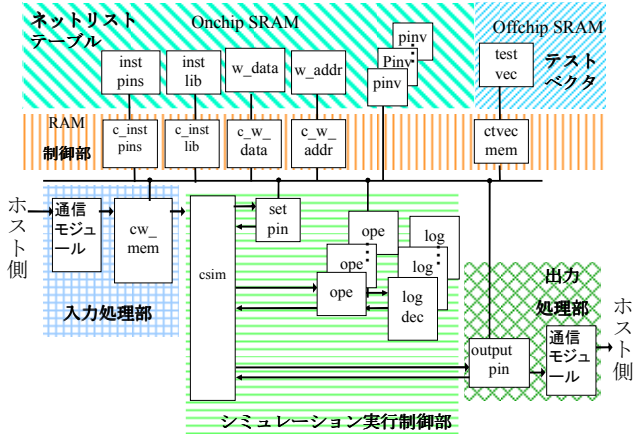 ネットリスト
テーブル
Onchip SRAM
Offchip SRAM
テスト
ベクタ
inst
pins
inst
lib
w_data
w_addr
pinv
Pinv
pinv
test
vec
RAM
制御部
c_inst
pins
c_inst
lib
c_w_
data
c_w_
addr
ctvec
mem
ホスト側
通信
モジュ
ール
cw_
mem
入力処理部
csim
set
pin
ope
ope
ope
log
log
log
dec
シミュレーション実行制御部
出力
処理部
output
pin
通信
モジュ
ール
ホスト側